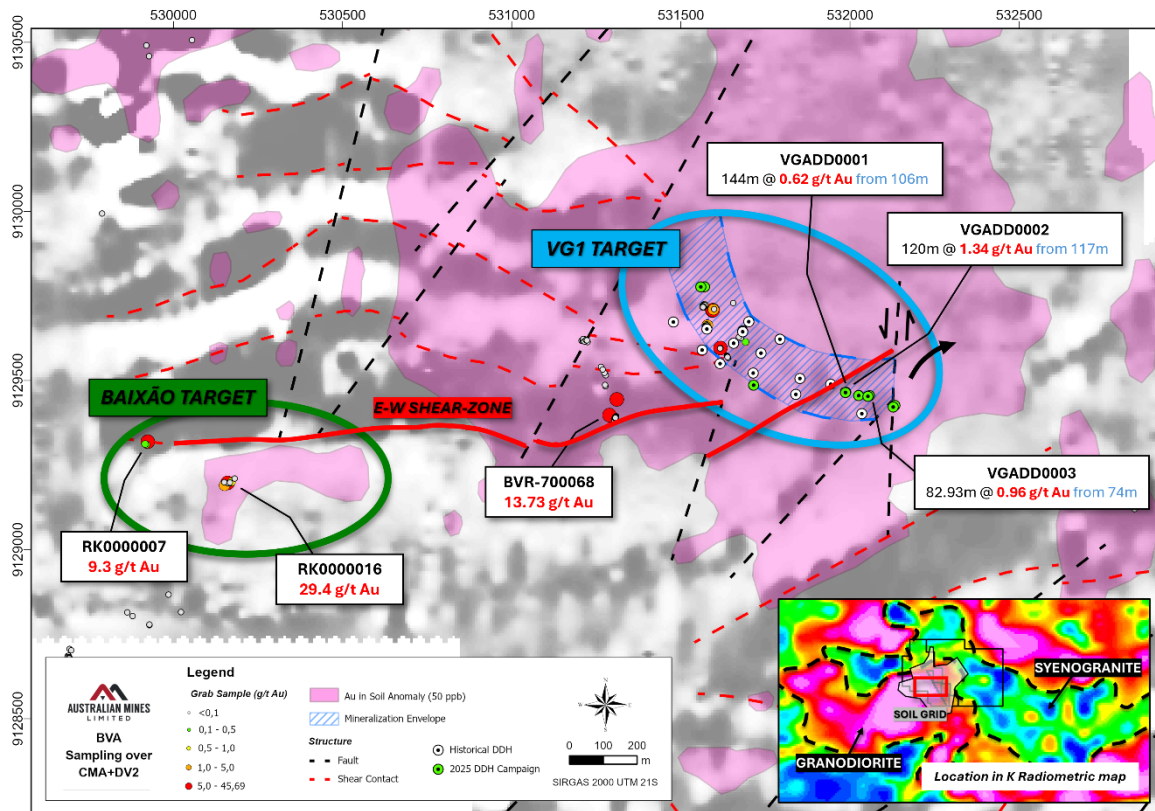 530000
530500
531000
531500
532000
532500
9130500
9130000
9129500
9129000
9128500
VGADD0001
144m @ 0.62 g/t Au from 106m
VGADD0002
120m @ 1.34 g/t Au from 117m
VG1 TARGET
BAIXÃO TARGET
E-W SHEAR-ZONE
BVR-700068
13.73 g/t Au
VGADD0003
82.93m @ 0.96 g/t Au from 74m
RK0000007
9.3 g/t Au
RK0000016
29.4 g/t Au
AUSTRALIAN MINES
LIMITED
BVA
Sampling over
CMA+DV2
Legend
Grab Sample (g/t Au)
<0,1
0,1 - 0,5
0,5 - 1,0
1,0 - 5,0
5,0 - 45,69
Au in Soil Anomaly (50 ppb)
Mineralization Envelope
Structure
Fault
Shear Contact
Historical DDH
2025 DDH Campaign
N
W
E
S
0 100 200
m
SIRGAS 2000 UTM 21S
SYENOGRANITE
SOIL GRID
GRANODIORITE
Location in K Radiometric map